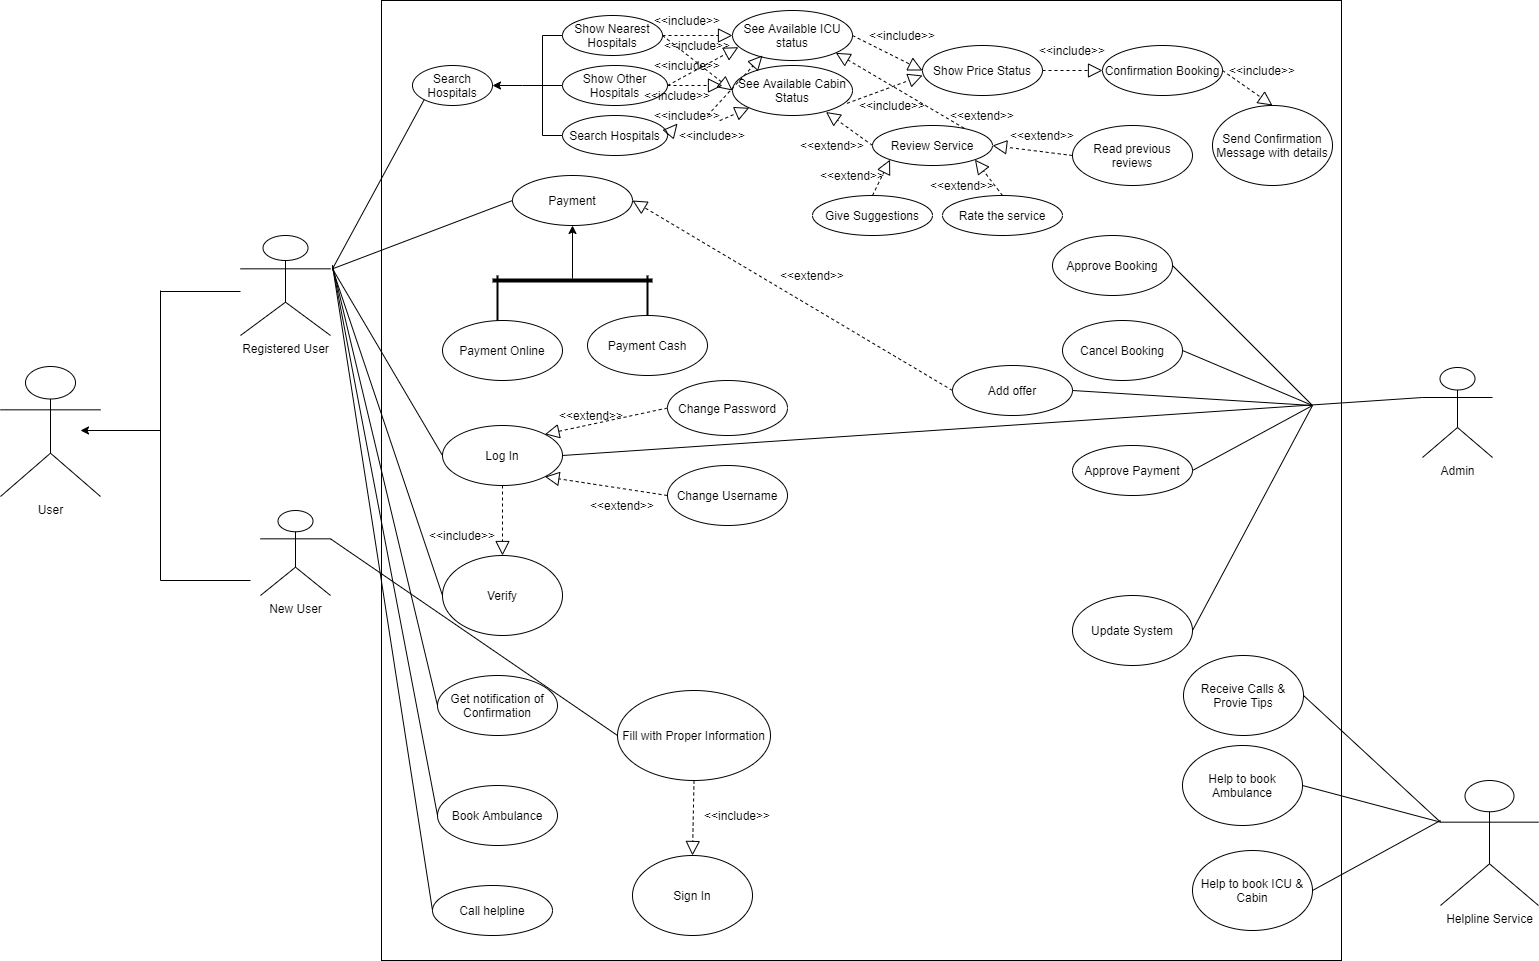 Show Nearest
Hospitals
<<include>>
See Available ICU
status
<<include>>
<<include>>
Show Price Status
<<include>>
Confirmation Booking
<<include>>
Search
Hospitals
Show Other
Hospitals
<<include>>
<<include>>
See Available Cabin
Status
<<include>>
<<include>>
<<include>>
Search Hospitals
<<extend>>
<<extend>>
<<extend>>
Review Service
Read previous
reviews
Send Confirmation
Message with details
<<extend>>
<<extend>>
Give Suggestions
Rate the service
Payment
<<extend>>
Approve Booking
Registered User
Payment Online
Payment Cash
Cancel Booking
Add offer
Change Password
<<extend>>
Log In
Approve Payment
Admin
Change Username
<<extend>>
User
<<include>>
Verify
New User
Update System
Get notification of
Confirmation
Receive Calls &
Provie Tips
Fill with Proper Information
Help to book
Ambulance
Book Ambulance
<<include>>
Sign In
Help to book ICU &
Cabin
Call helpline
Helpline Service